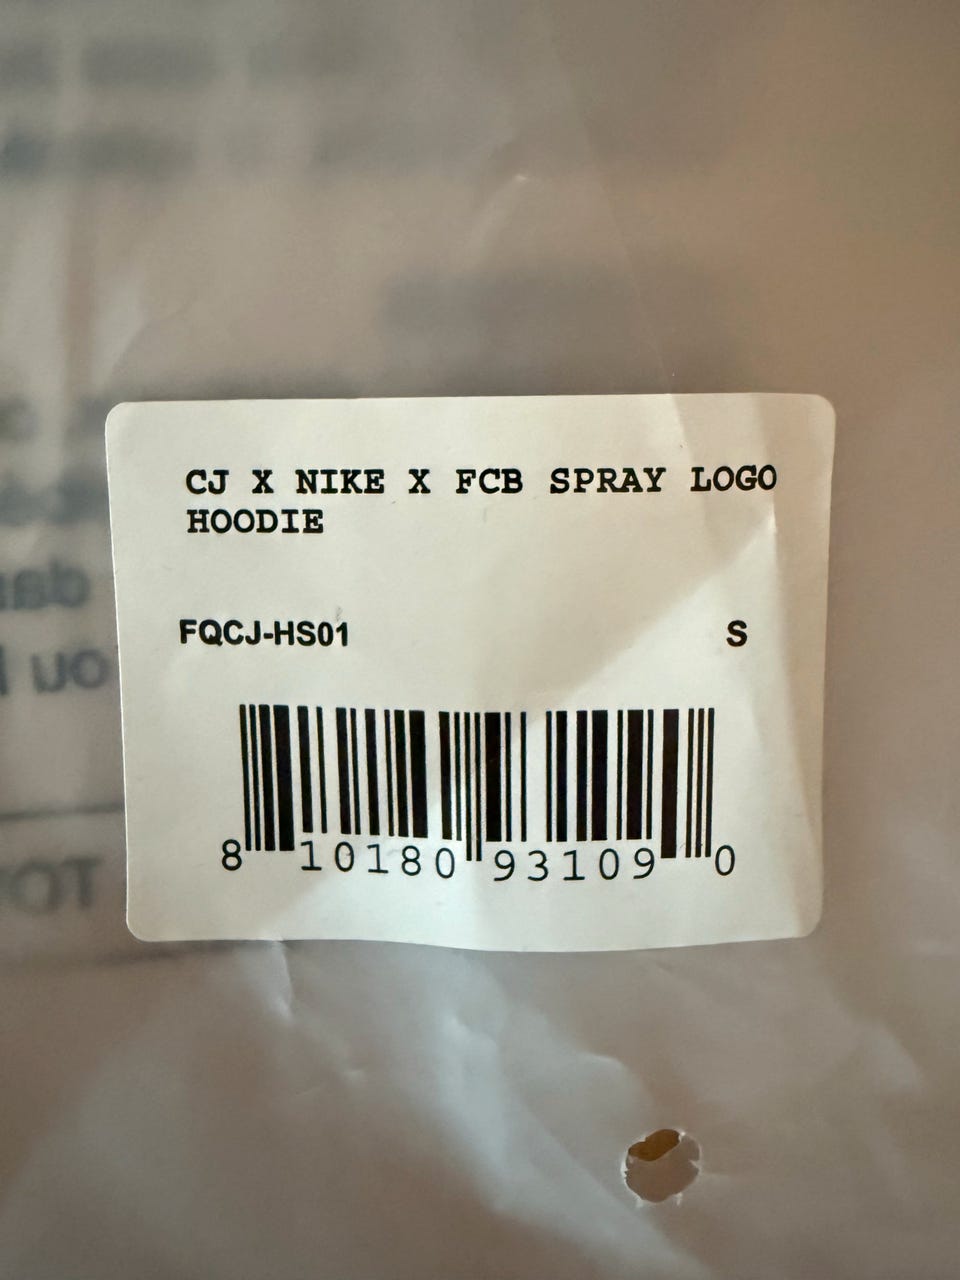 CJ X NIKE X FCB SPRAY LOGO
HOODIE
FQCJ-HS01 S
8 10180 93109 0